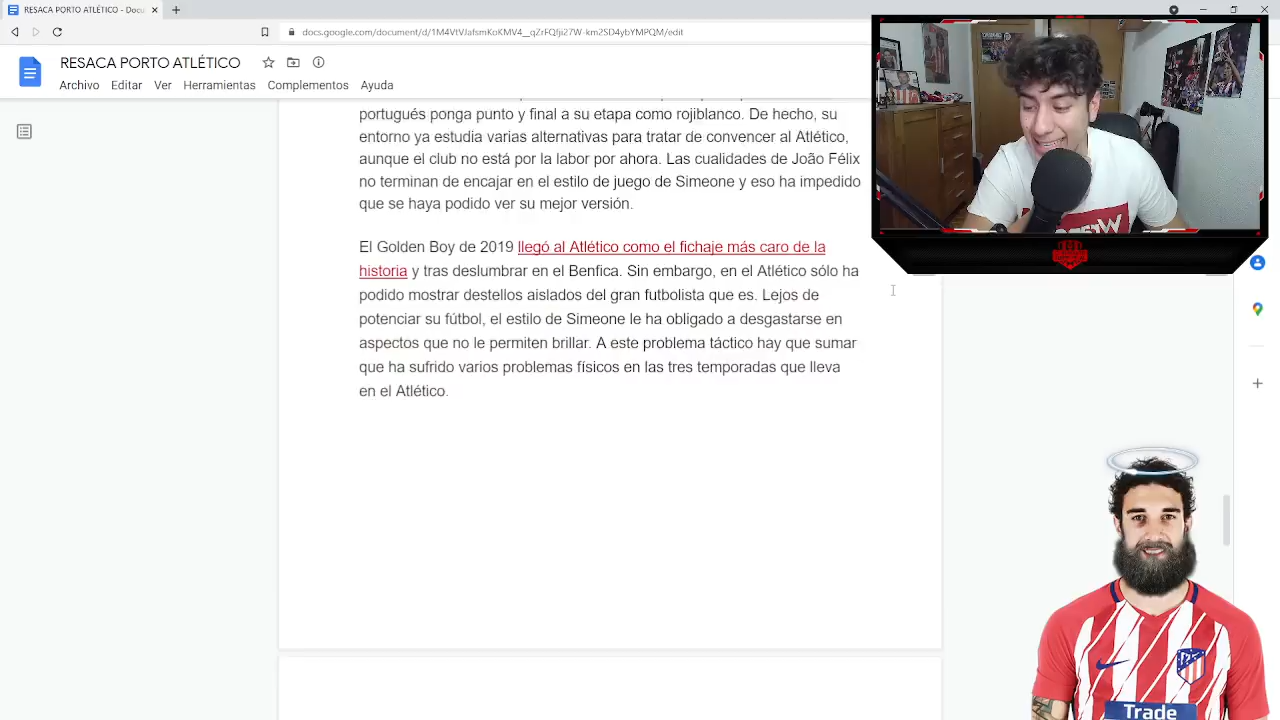 RESACA PORTO ATLÉTICO - Docu
docs.google.com/document/d/1M4VtVJafsmKoKMV4_qZrFQfji27W-km2SD4ybYMPQM/edit
RESACA PORTO ATLÉTICO
Archivo Editar Ver Herramientas Complementos Ayuda
portugués ponga punto y final a su etapa como rojiblanco. De hecho, su
entorno ya estudia varias alternativas para tratar de convencer al Atlético,
aunque el club no está por la labor por ahora. Las cualidades de João Félix
no terminan de encajar en el estilo de juego de Simeone y eso ha impedido
que se haya podido ver su mejor versión.
El Golden Boy de 2019 llegó al Atlético como el fichaje más caro de la
historia y tras deslumbrar en el Benfica. Sin embargo, en el Atlético sólo ha
podido mostrar destellos aislados del gran futbolista que es. Lejos de
potenciar su fútbol, el estilo de Simeone le ha obligado a desgastarse en
aspectos que no le permiten brillar. A este problema táctico hay que sumar
que ha sufrido varios problemas físicos en las tres temporadas que lleva
en el Atlético.
Trade